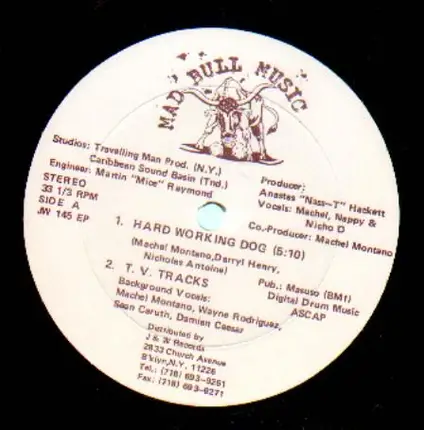 MAD BULL MUSIC
Studios: Travelling Man Prod. (N.Y.)
Caribbean Sound Basin (Tnd.)
Engineer: Martin "Mice" Raymond
STEREO
33 1/3 RPM
SIDE A
JW 145 EP
Producer:
Anastas "Nass-T" Hackett
Vocals: Machel, Nappy &
Nicho D
Co.-Producer: Machel Montano
1. HARD WORKING DOG (5:10)
(Machel Montano, Darryl Henry,
Nicholas Antoine)
2. T. V. TRACKS
Pub.: Masuso (BMI)
Digital Drum Music
ASCAP
Background Vocals:
Machel Montano, Wayne Rodriguez,
Sean Caruth, Damien Caesar
Distributed by
J & W Records
2833 Church Avenue
B'klyn, N.Y. 11226
Tel.: (718) 693-9251
Fax: (718) 693-9271